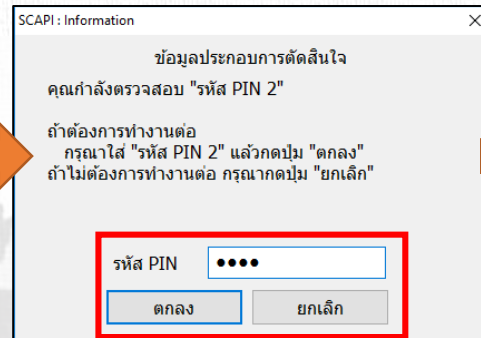 SCAPI : Information
ข้อมูลประกอบการตัดสินใจ
คุณกำลังตรวจสอบ "รหัส PIN 2"
ถ้าต้องการทำงานต่อ
กรุณาใส่ "รหัส PIN 2" แล้วกดปุ่ม "ตกลง"
ถ้าไม่ต้องการทำงานต่อ กรุณากดปุ่ม "ยกเลิก"
รหัส PIN ●●●●
ตกลง ยกเลิก